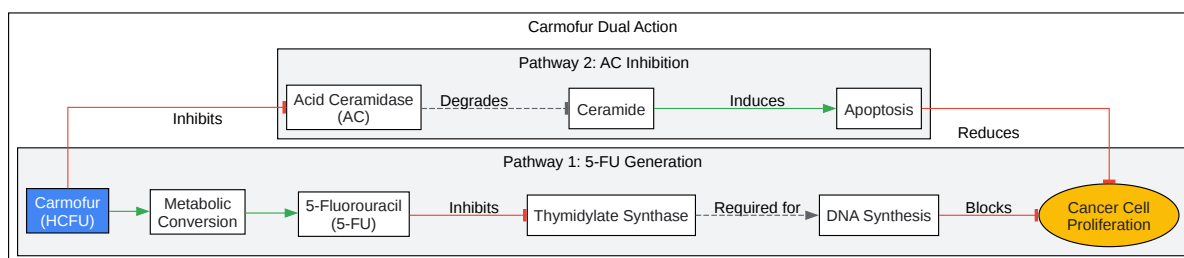 Carmofur Dual Action
Pathway 2: AC Inhibition
Acid Ceramidase
(AC)
Degrades
Ceramide
Induces
Apoptosis
Inhibits
Reduces
Pathway 1: 5-FU Generation
Carmofur
(HCFU)
Metabolic
Conversion
5-Fluorouracil
(5-FU)
Inhibits
Thymidylate Synthase
Required for
DNA Synthesis
Blocks
Cancer Cell
Proliferation